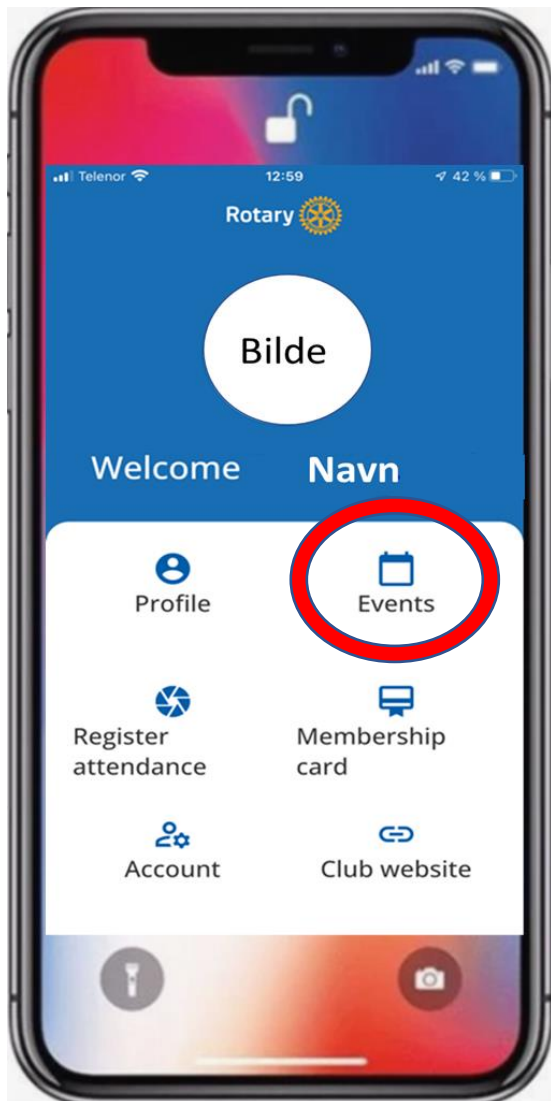 Telenor 12:59 42 %
Rotary
Bilde
Welcome Navn
Profile Events
Register Membership
attendance card
Account Club website